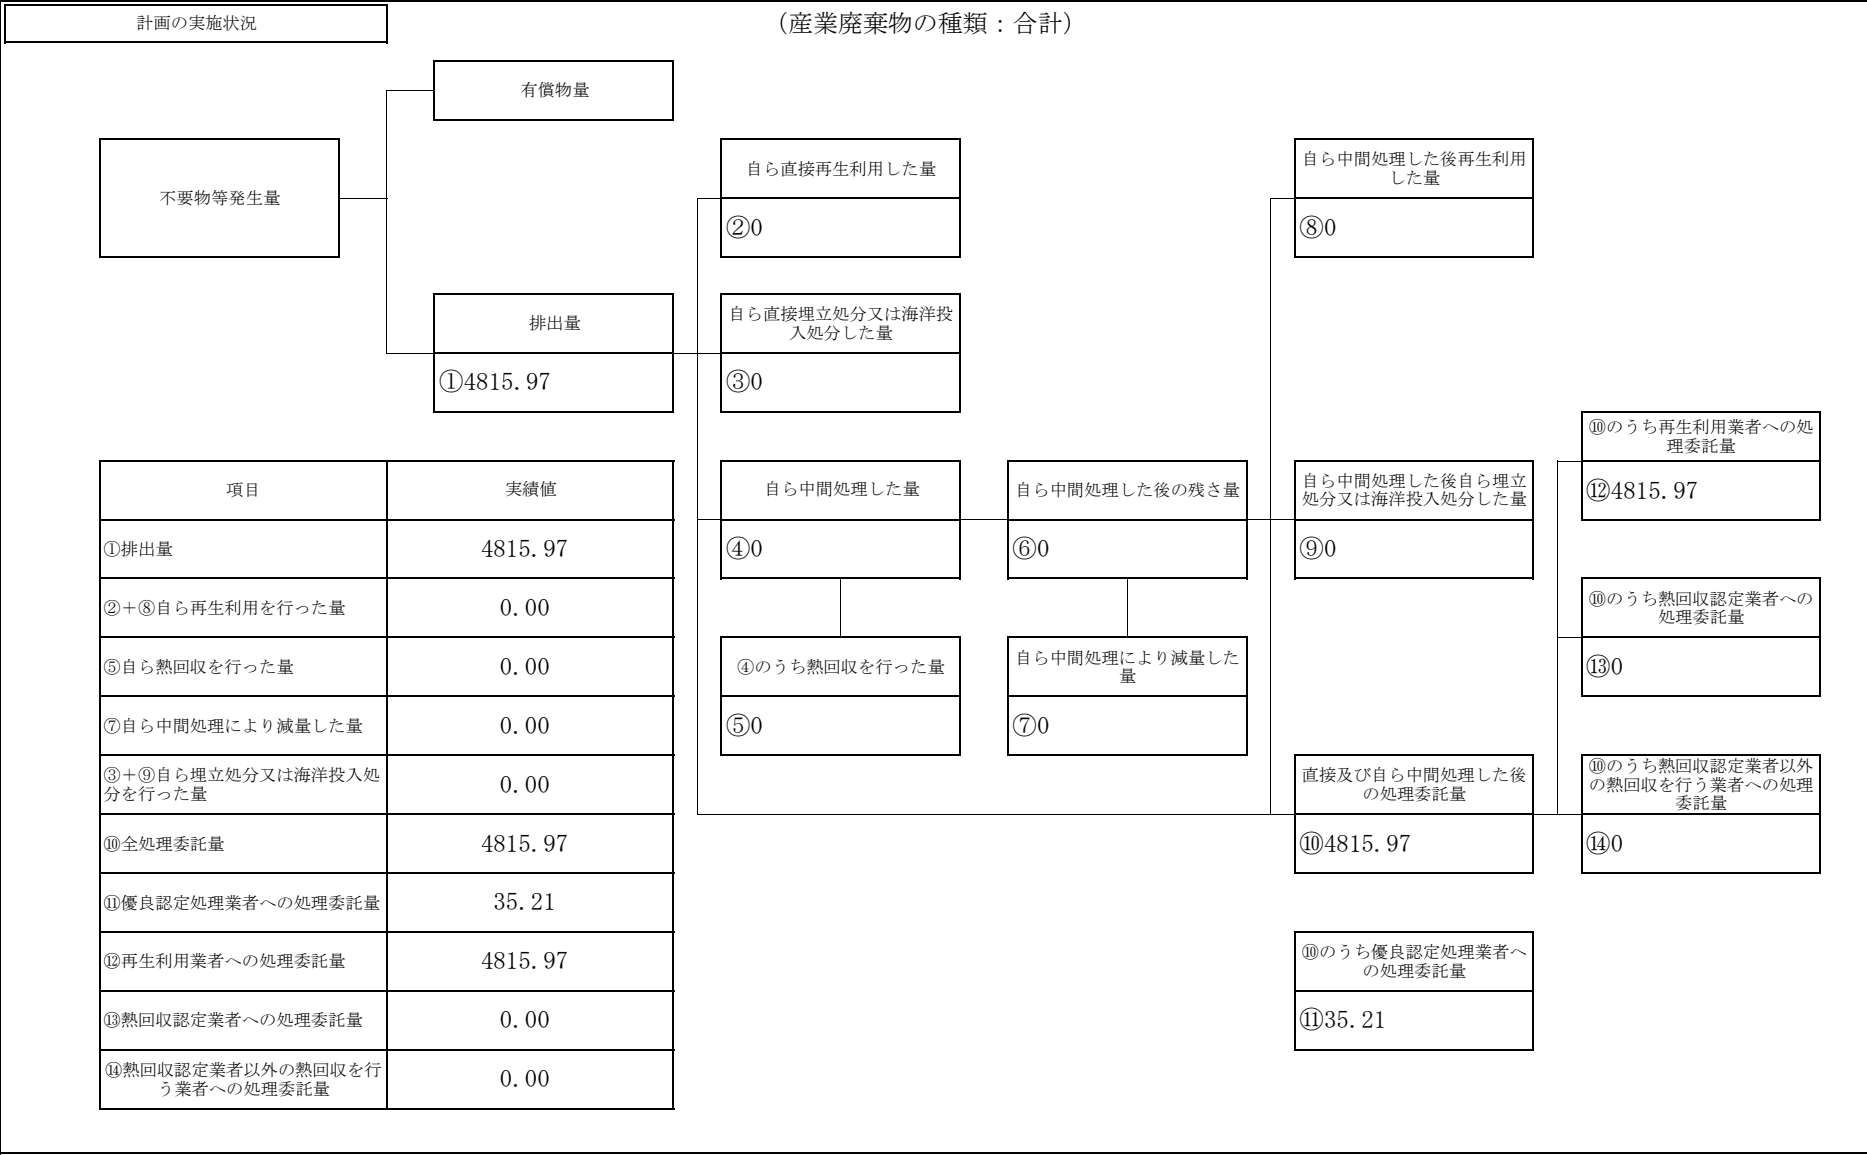 計画の実施状況
（産業廃棄物の種類：合計）
有償物量
不要物等発生量
自ら直接再生利用した量
②0
自ら中間処理した後再生利用
した量
⑧0
排出量
①4815.97
自ら直接埋立処分又は海洋投
入処分した量
③0
⑩のうち再生利用業者への処
理委託量
⑫4815.97
自ら中間処理した量
④0
自ら中間処理した後の残さ量
⑥0
自ら中間処理した後自ら埋立
処分又は海洋投入処分した量
⑨0
⑩のうち熱回収認定業者への
処理委託量
⑬0
④のうち熱回収を行った量
⑤0
自ら中間処理により減量した
量
⑦0
直接及び自ら中間処理した後
の処理委託量
⑩4815.97
⑩のうち熱回収認定業者以外
の熱回収を行う業者への処理
委託量
⑭0
⑩のうち優良認定処理業者へ
の処理委託量
⑪35.21
項目 実績値
①排出量 4815.97
②＋⑧自ら再生利用を行った量 0.00
⑤自ら熱回収を行った量 0.00
⑦自ら中間処理により減量した量 0.00
③＋⑨自ら埋立処分又は海洋投入処
分を行った量 0.00
⑩全処理委託量 4815.97
⑪優良認定処理業者への処理委託量 35.21
⑫再生利用業者への処理委託量 4815.97
⑬熱回収認定業者への処理委託量 0.00
⑭熱回収認定業者以外の熱回収を行
う業者への処理委託量 0.00